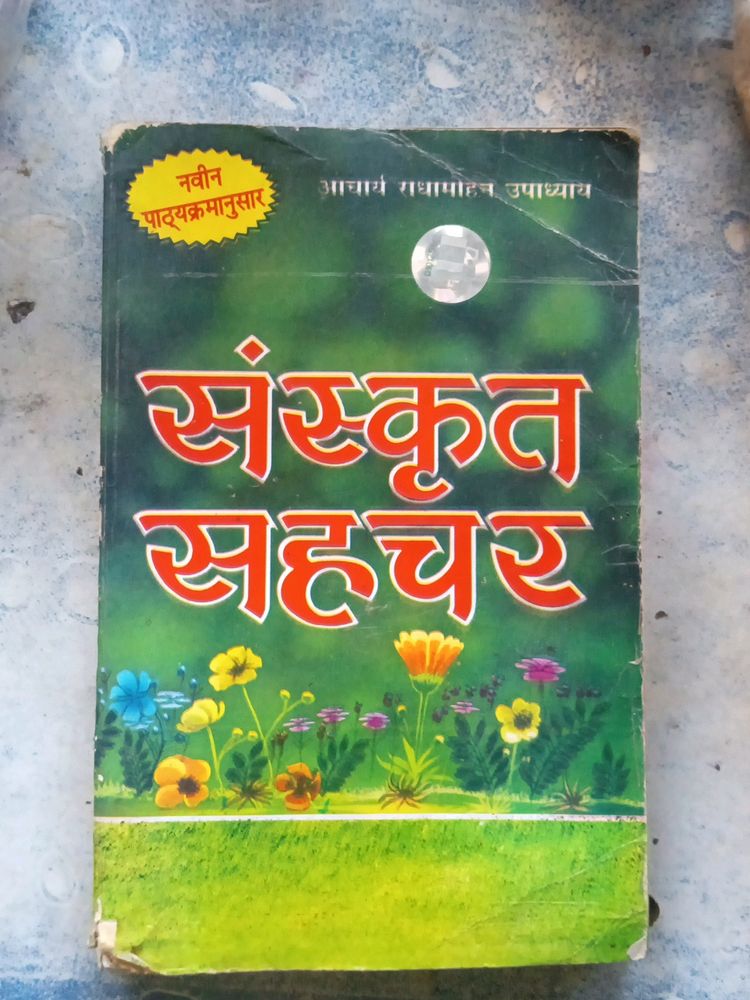 नवीन
पाठ्यक्रमानुसार
आचार्य राधामोहन उपाध्याय
संस्कृत
सहचर